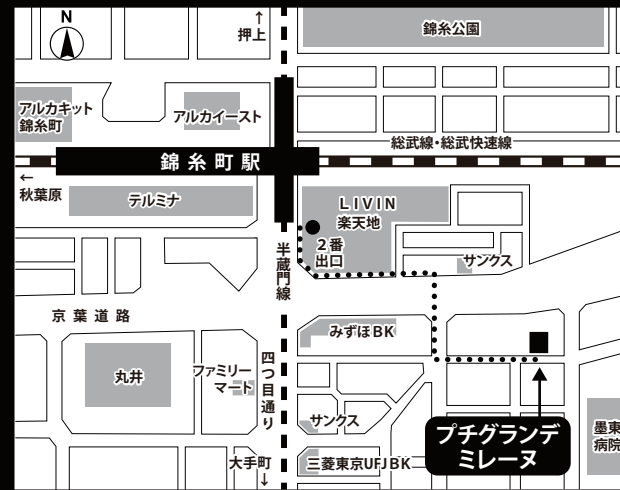 N
↑
押上
錦糸公園
アルカキット
錦糸町
アルカイースト
総武線・総武快速線
錦糸町駅
←
秋葉原
テルミナ
LIVIN
楽天地
2番
出口
サンクス
半蔵門線
京葉道路
みずほBK
丸井
ファミリー
マート
四つ目通り
サンクス
プチグランデ
ミレーヌ
墨東
病院
大手町
↓
三菱東京UFJBK